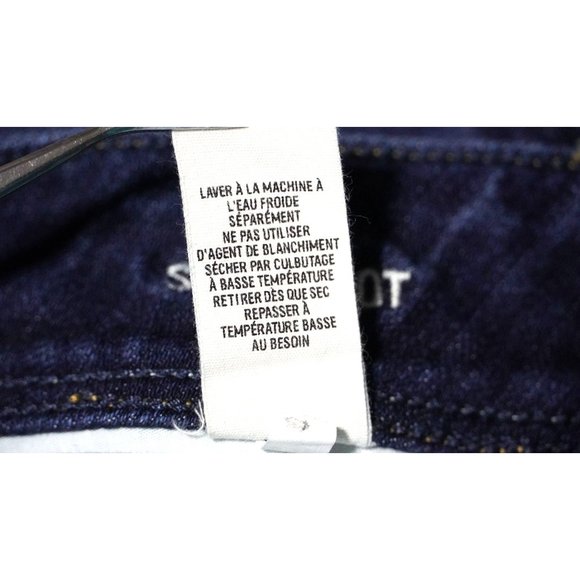 LAVER À LA MACHINE À
L'EAU FROIDE
SÉPARÉMENT
NE PAS UTILISER
D'AGENT DE BLANCHIMENT
SÉCHER PAR CULBUTAGE
À BASSE TEMPÉRATURE
RETIRER DÈS QUE SEC
REPASSER À
TEMPÉRATURE BASSE
AU BESOIN